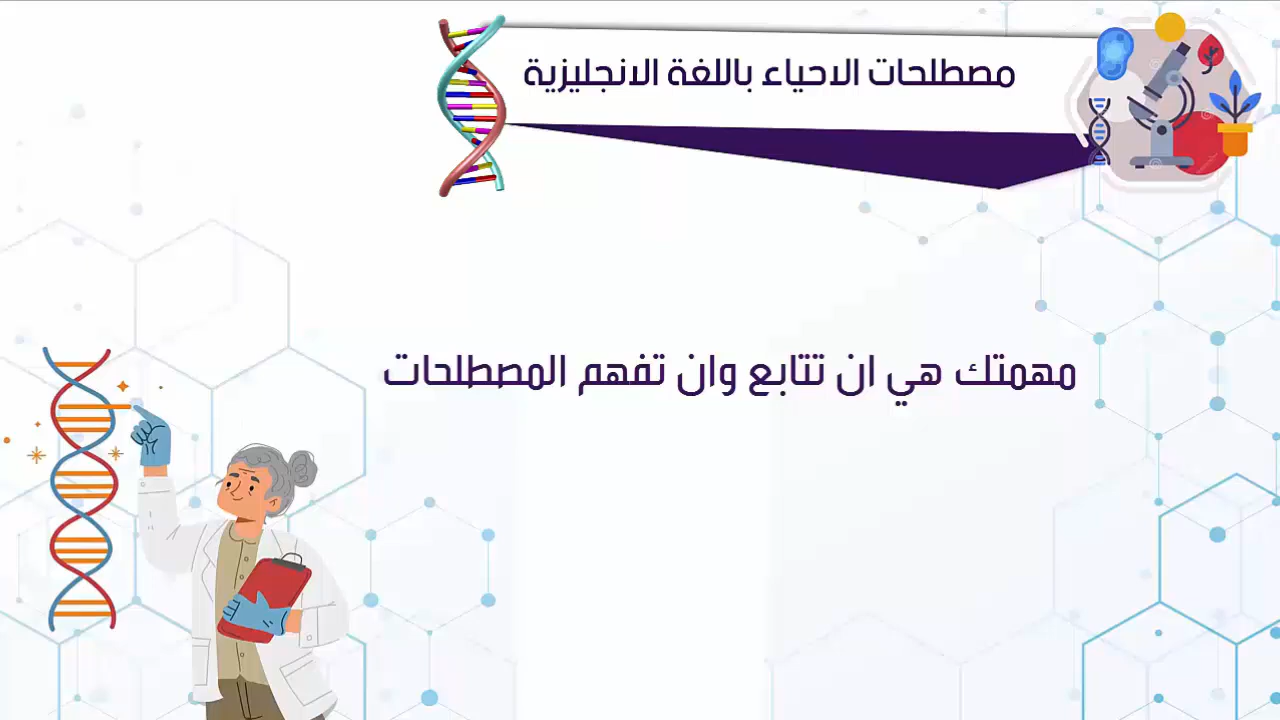 مصطلحات الاحياء باللغة الانجليزية
مهمتك هي ان تتابع وان تفهم المصطلحات